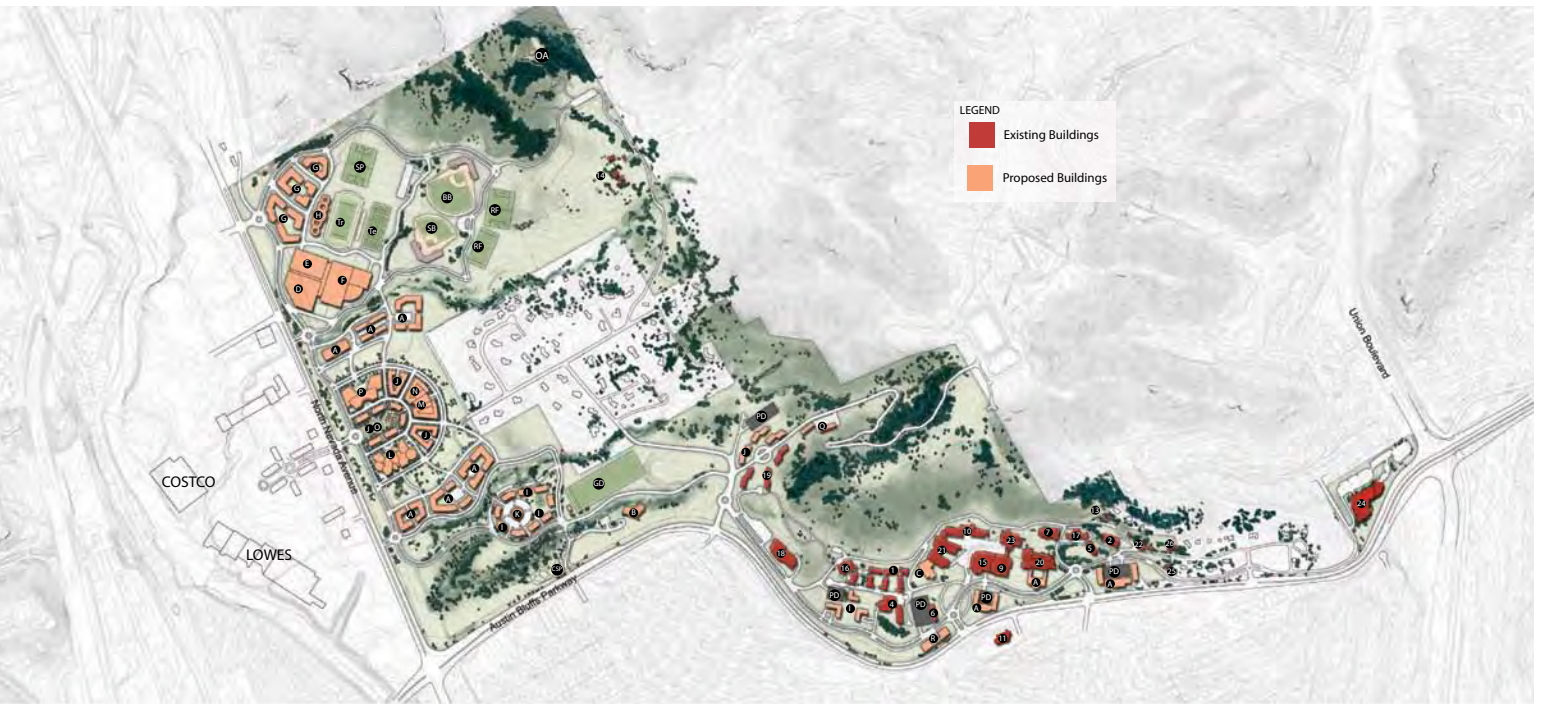 OA
LEGEND
Existing Buildings
Proposed Buildings
G
SP
14
G
BB
G
H
RF
Tr
Te
SB
RF
E
F
D
A
A
A
Union Boulevard
J
P
N
M
J
O
J
L
North Nevada Avenue
PD
Q
J
A
COSTCO
19
GD
A
A
I
K
I
I
B
24
LOWES
CSP
Austin Bluffs Parkway
18
13
10
7
17
2
23
5
22
26
21
15
9
20
16
1
C
PD
25
A
A
PD
I
4
PD
6
PD
A
R
11